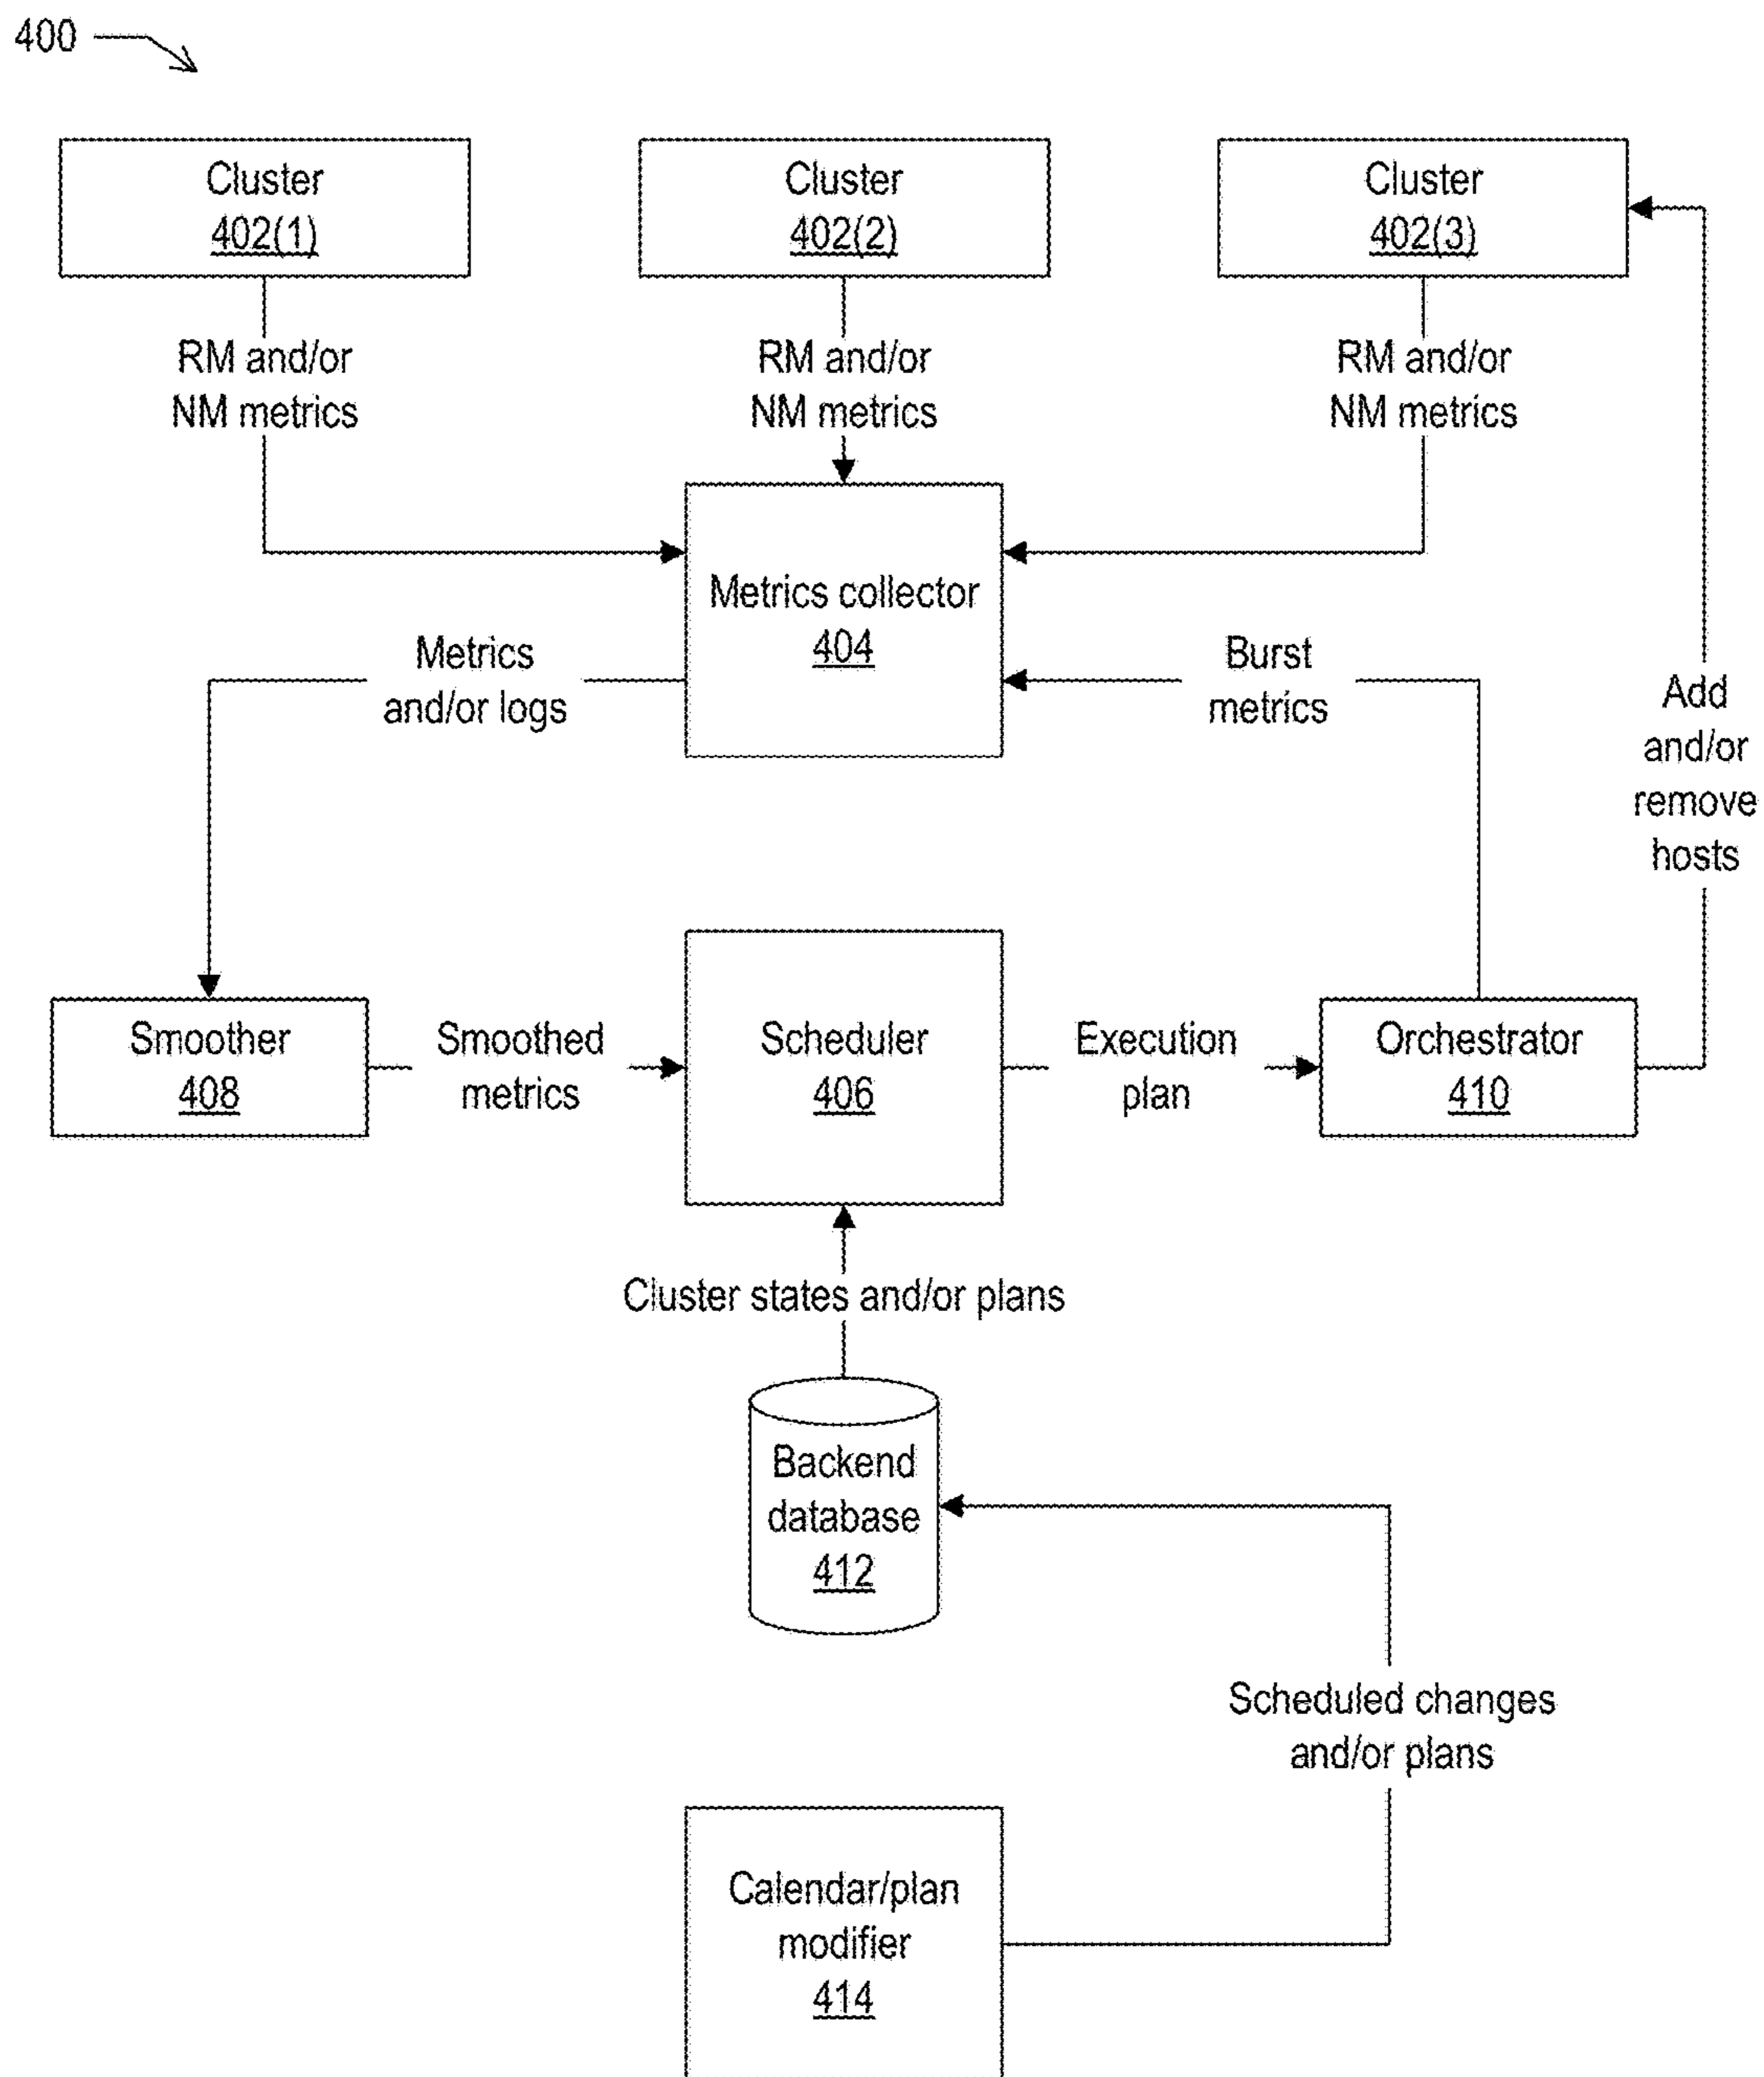 400
Cluster
402(1)
Cluster
402(2)
Cluster
402(3)
RM and/or
NM metrics
RM and/or
NM metrics
RM and/or
NM metrics
Metrics collector
404
Metrics
and/or logs
Burst
metrics
Add
and/or
remove
hosts
Smoother
408
Smoothed
metrics
Scheduler
406
Execution
plan
Orchestrator
410
Cluster states and/or plans
Backend
database
412
Scheduled changes
and/or plans
Calendar/plan
modifier
414